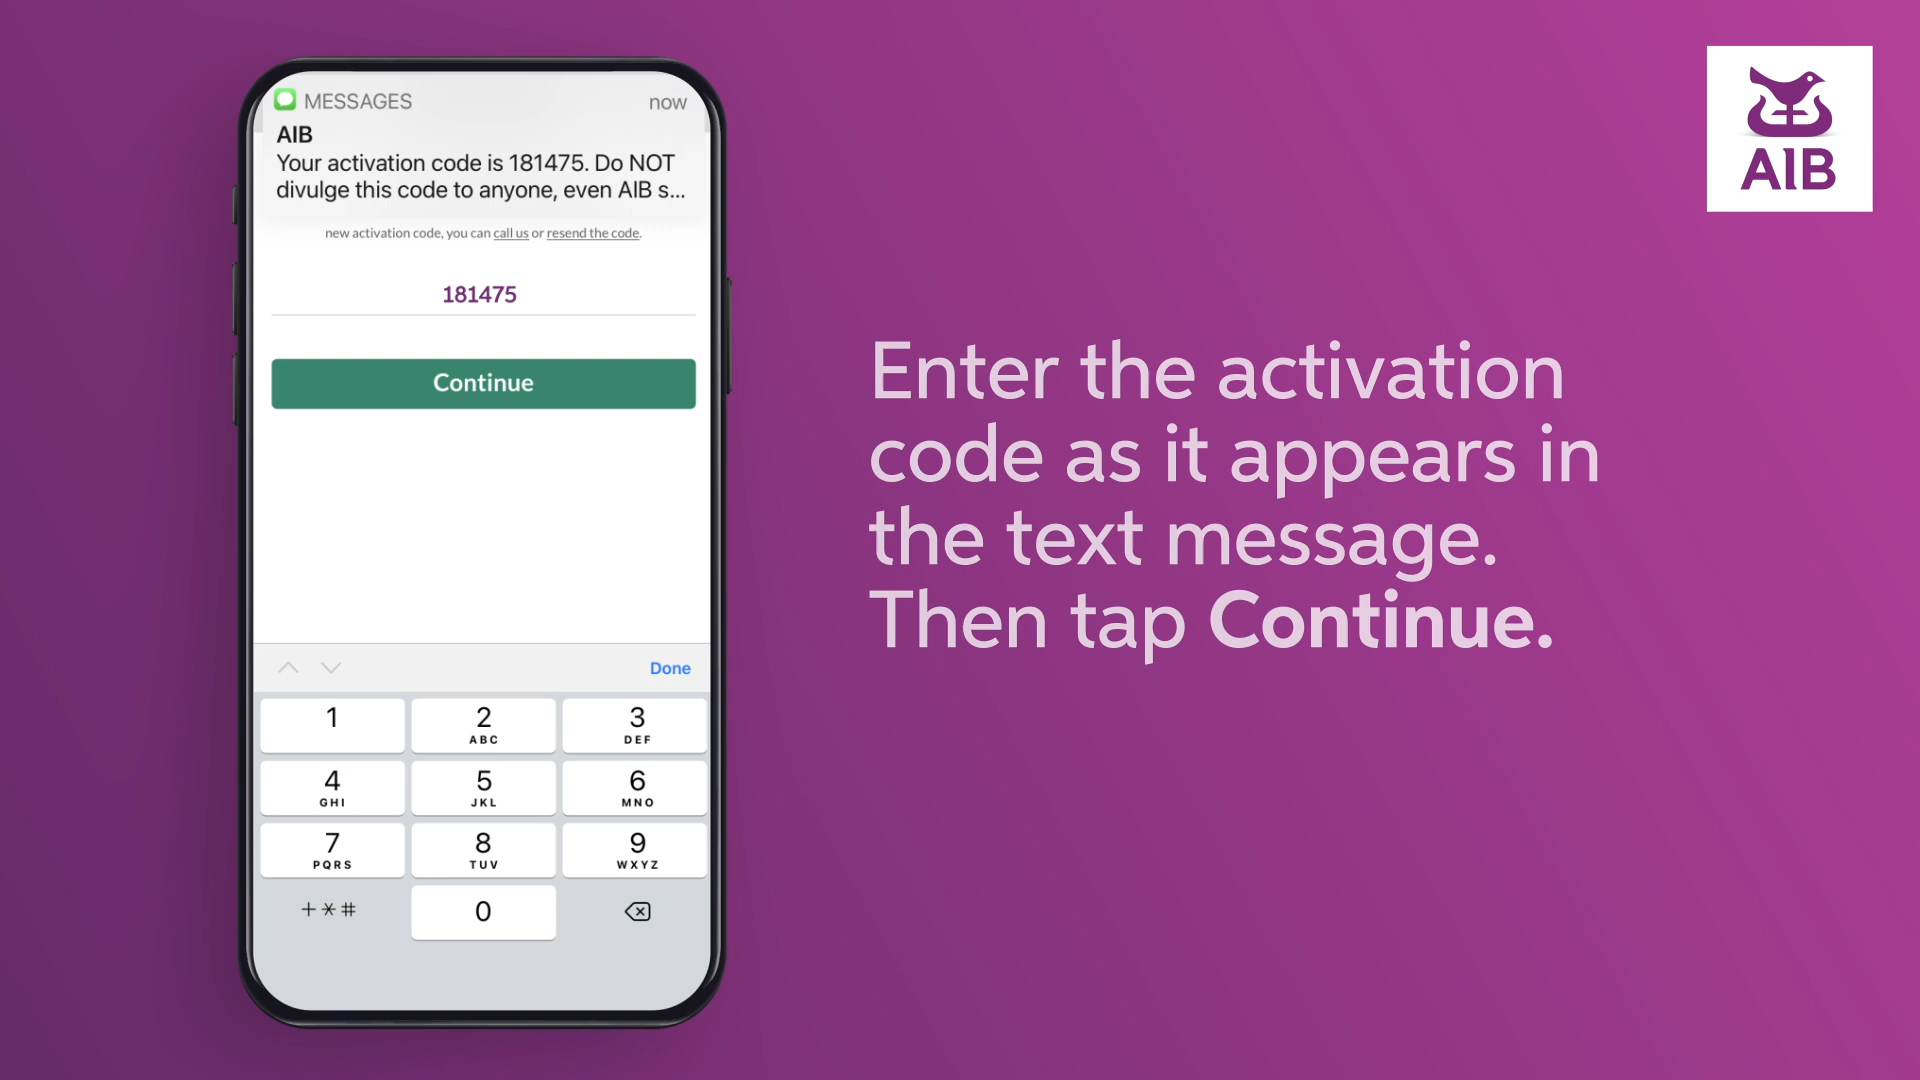 MESSAGES
now
AIB
Your activation code is 181475. Do NOT
divulge this code to anyone, even AIB s...
new activation code, you can call us or resend the code.
181475
Continue
Done
1
2
ABC
3
DEF
4
GHI
5
JKL
6
MNO
7
PQRS
8
TUV
9
WXYZ
+*#
0
Enter the activation
code as it appears in
the text message.
Then tap Continue.
AIB